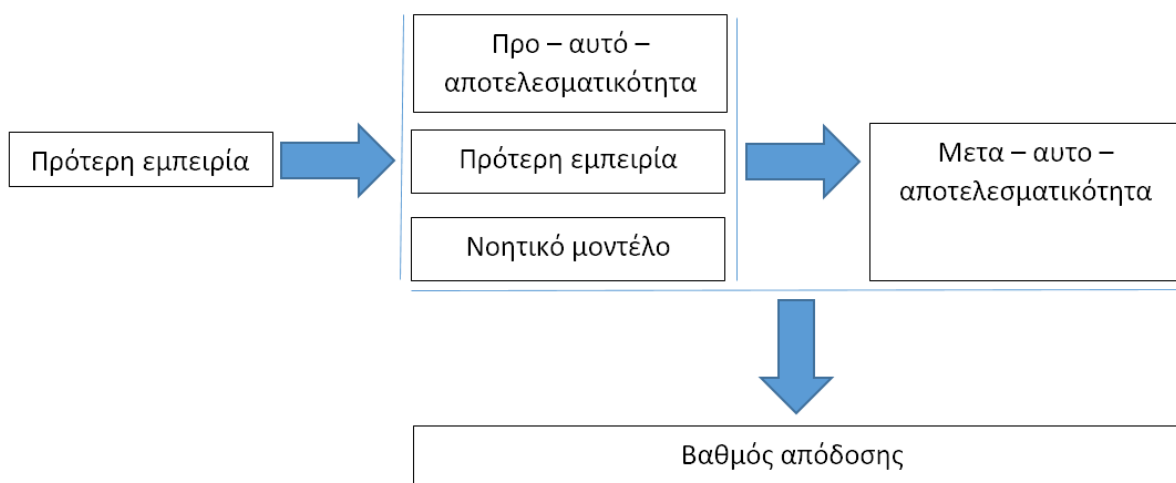 Πρότερη εμπειρία
Προ – αυτό –
αποτελεσματικότητα
Πρότερη εμπειρία
Νοητικό μοντέλο
Μετα – αυτο –
αποτελεσματικότητα
Βαθμός απόδοσης